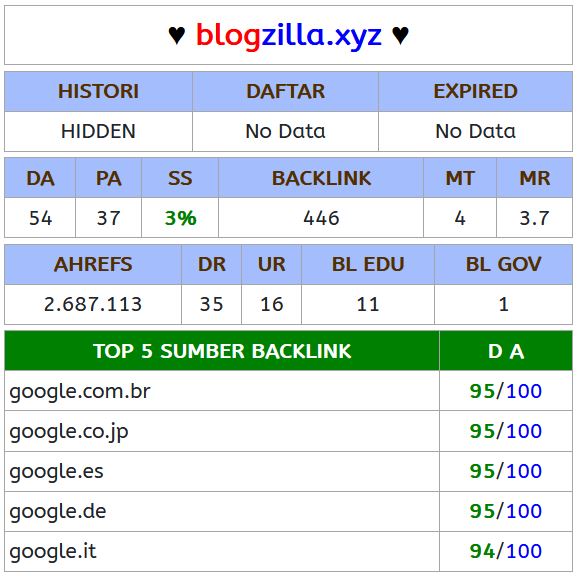 ♥ blogzilla.xyz ♥
HISTORI DAFTAR EXPIRED
HIDDEN No Data No Data
DA PA SS BACKLINK MT MR
54 37 3% 446 4 3.7
AHREFS DR UR BL EDU BL GOV
2.687.113 35 16 11 1
TOP 5 SUMBER BACKLINK D A
google.com.br 95/100
google.co.jp 95/100
google.es 95/100
google.de 95/100
google.it 94/100